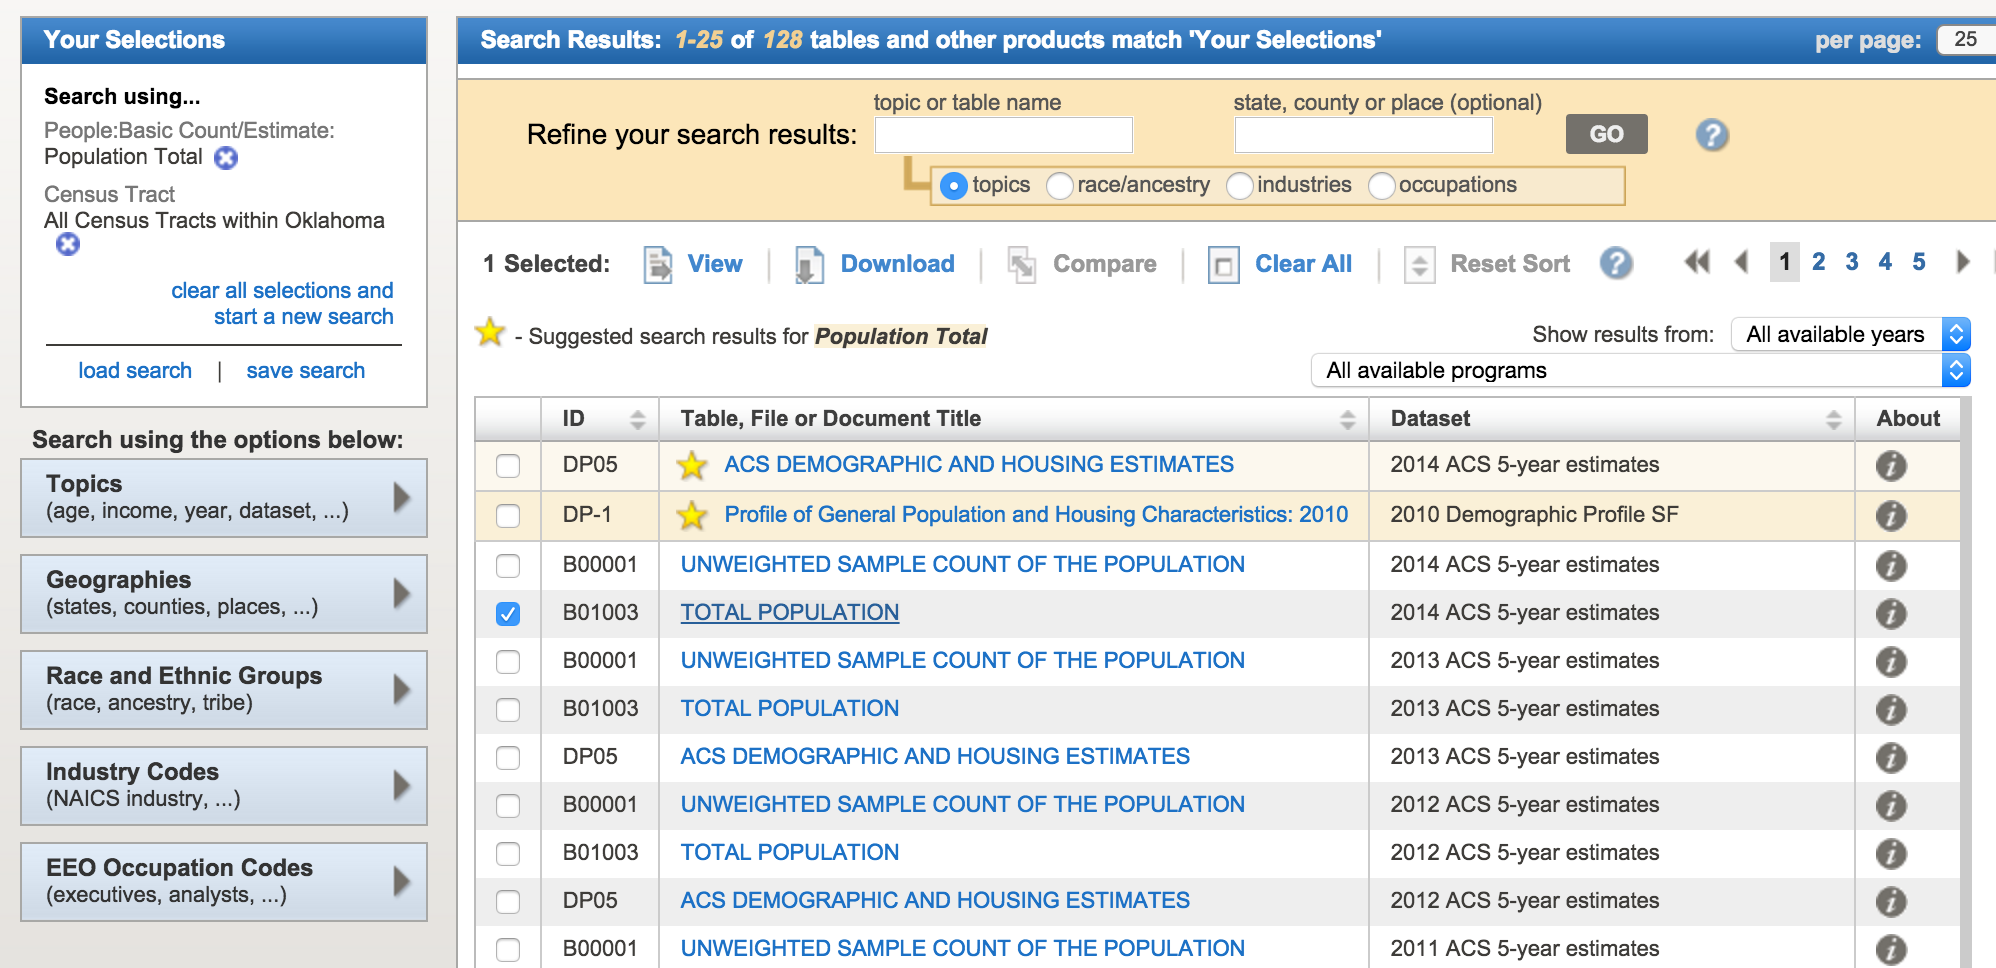 Your Selections
Search using...
People:Basic Count/Estimate:
Population Total
Census Tract
All Census Tracts within Oklahoma
clear all selections and
start a new search
load search | save search
Search using the options below:
Topics
(age, income, year, dataset, ...)
Geographies
(states, counties, places, ...)
Race and Ethnic Groups
(race, ancestry, tribe)
Industry Codes
(NAICS industry, ...)
EEO Occupation Codes
(executives, analysts, ...)
Search Results: 1-25 of 128 tables and other products match 'Your Selections' per page: 25
topic or table name state, county or place (optional)
Refine your search results: GO ?
topics race/ancestry industries occupations
1 Selected: View | Download | Compare | Clear All | Reset Sort ? 1 2 3 4 5
- Suggested search results for Population Total
Show results from: All available years
All available programs
ID Table, File or Document Title Dataset About
DP05 ACS DEMOGRAPHIC AND HOUSING ESTIMATES 2014 ACS 5-year estimates i
DP-1 Profile of General Population and Housing Characteristics: 2010 2010 Demographic Profile SF i
B00001 UNWEIGHTED SAMPLE COUNT OF THE POPULATION 2014 ACS 5-year estimates i
B01003 TOTAL POPULATION 2014 ACS 5-year estimates i
B00001 UNWEIGHTED SAMPLE COUNT OF THE POPULATION 2013 ACS 5-year estimates i
B01003 TOTAL POPULATION 2013 ACS 5-year estimates i
DP05 ACS DEMOGRAPHIC AND HOUSING ESTIMATES 2013 ACS 5-year estimates i
B00001 UNWEIGHTED SAMPLE COUNT OF THE POPULATION 2012 ACS 5-year estimates i
B01003 TOTAL POPULATION 2012 ACS 5-year estimates i
DP05 ACS DEMOGRAPHIC AND HOUSING ESTIMATES 2012 ACS 5-year estimates i
B00001 UNWEIGHTED SAMPLE COUNT OF THE POPULATION 2011 ACS 5-year estimates i